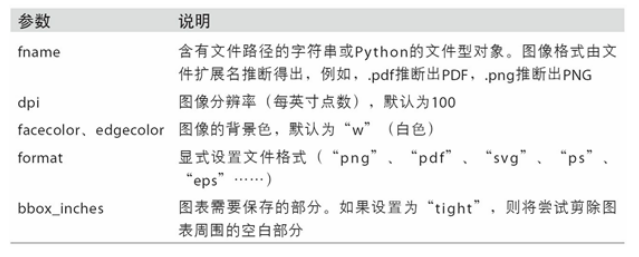 参数 说明
fname 含有文件路径的字符串或Python的文件型对象。图像格式由文
件扩展名推断得出，例如，.pdf推断出PDF，.png推断出PNG
dpi 图像分辨率（每英寸点数），默认为100
facecolor、edgecolor 图像的背景色，默认为“w”（白色）
format 显式设置文件格式（“png”、“pdf”、“svg”、“ps”、
“eps”……）
bbox_inches 图表需要保存的部分。如果设置为“tight”，则将尝试剪除图
表周围的空白部分